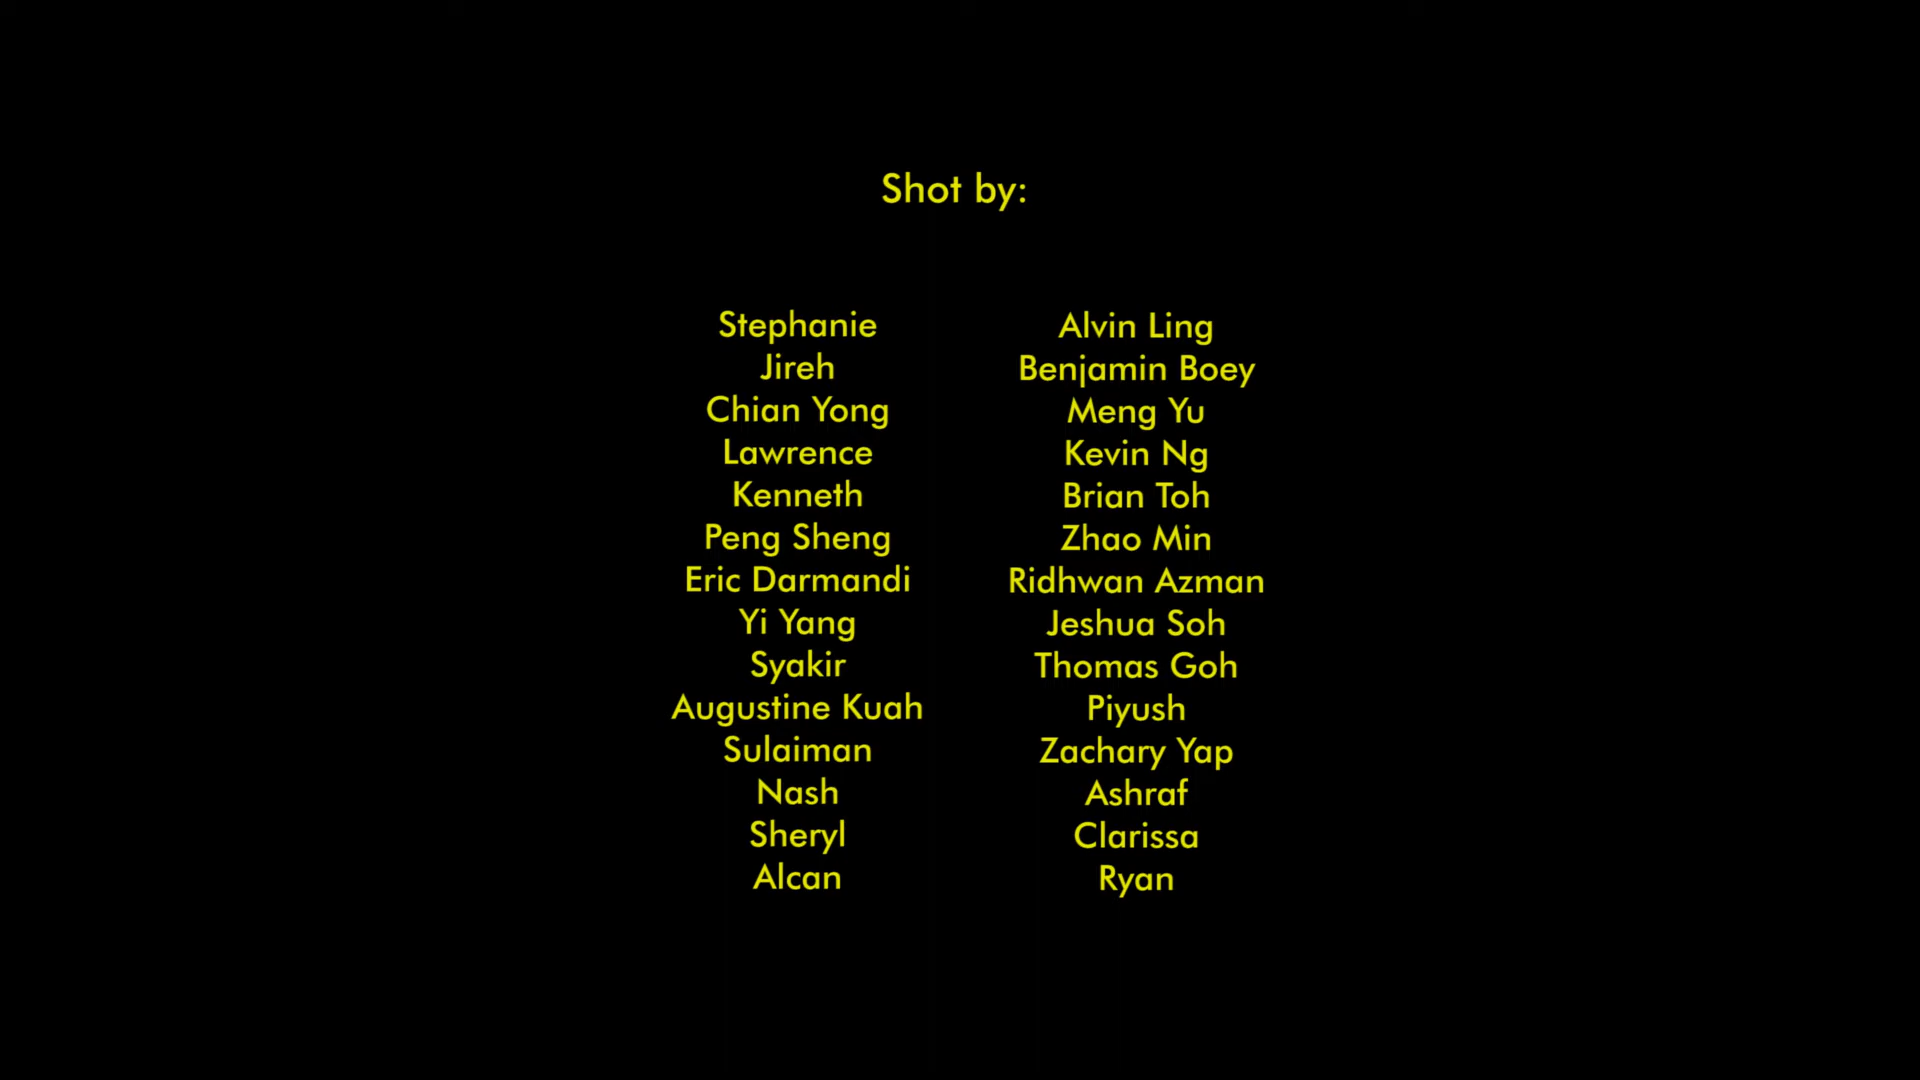 Shot by:
Stephanie
Jireh
Chian Yong
Lawrence
Kenneth
Peng Sheng
Eric Darmandi
Yi Yang
Syakir
Augustine Kuah
Sulaiman
Nash
Sheryl
Alcan
Alvin Ling
Benjamin Boey
Meng Yu
Kevin Ng
Brian Toh
Zhao Min
Ridhwan Azman
Jeshua Soh
Thomas Goh
Piyush
Zachary Yap
Ashraf
Clarissa
Ryan